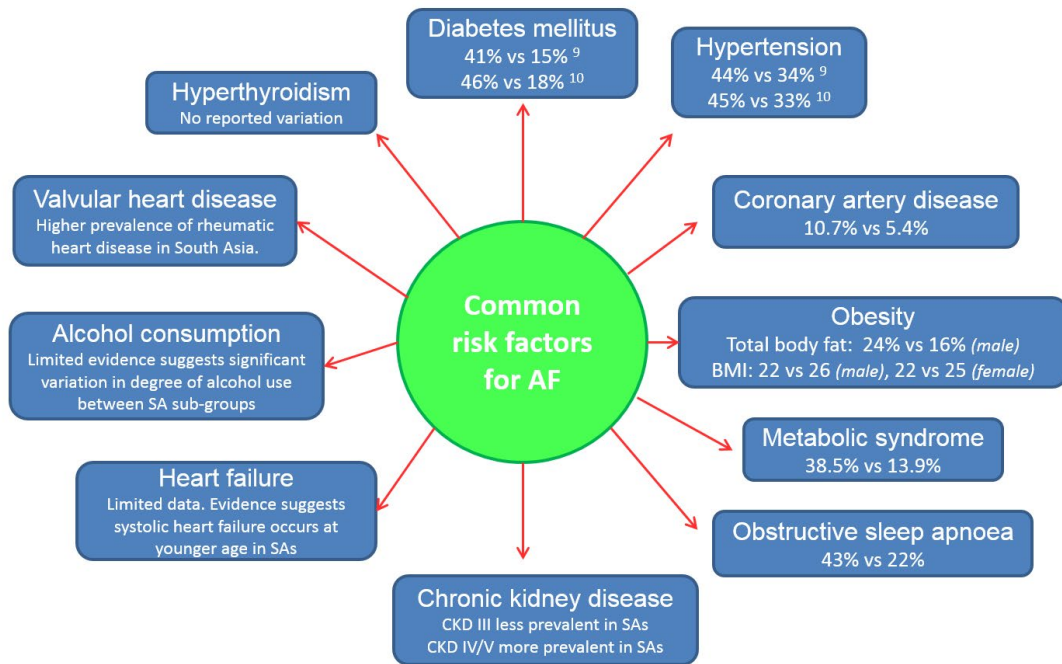 Diabetes mellitus
41% vs 15% 9
46% vs 18% 10
Hypertension
44% vs 34% 9
45% vs 33% 10
Hyperthyroidism
No reported variation
Valvular heart disease
Higher prevalence of rheumatic
heart disease in South Asia.
Coronary artery disease
10.7% vs 5.4%
Common
risk factors
for AF
Alcohol consumption
Limited evidence suggests significant
variation in degree of alcohol use
between SA sub-groups
Obesity
Total body fat: 24% vs 16% (male)
BMI: 22 vs 26 (male), 22 vs 25 (female)
Metabolic syndrome
38.5% vs 13.9%
Heart failure
Limited data. Evidence suggests
systolic heart failure occurs at
younger age in SAs
Obstructive sleep apnoea
43% vs 22%
Chronic kidney disease
CKD III less prevalent in SAs
CKD IV/V more prevalent in SAs